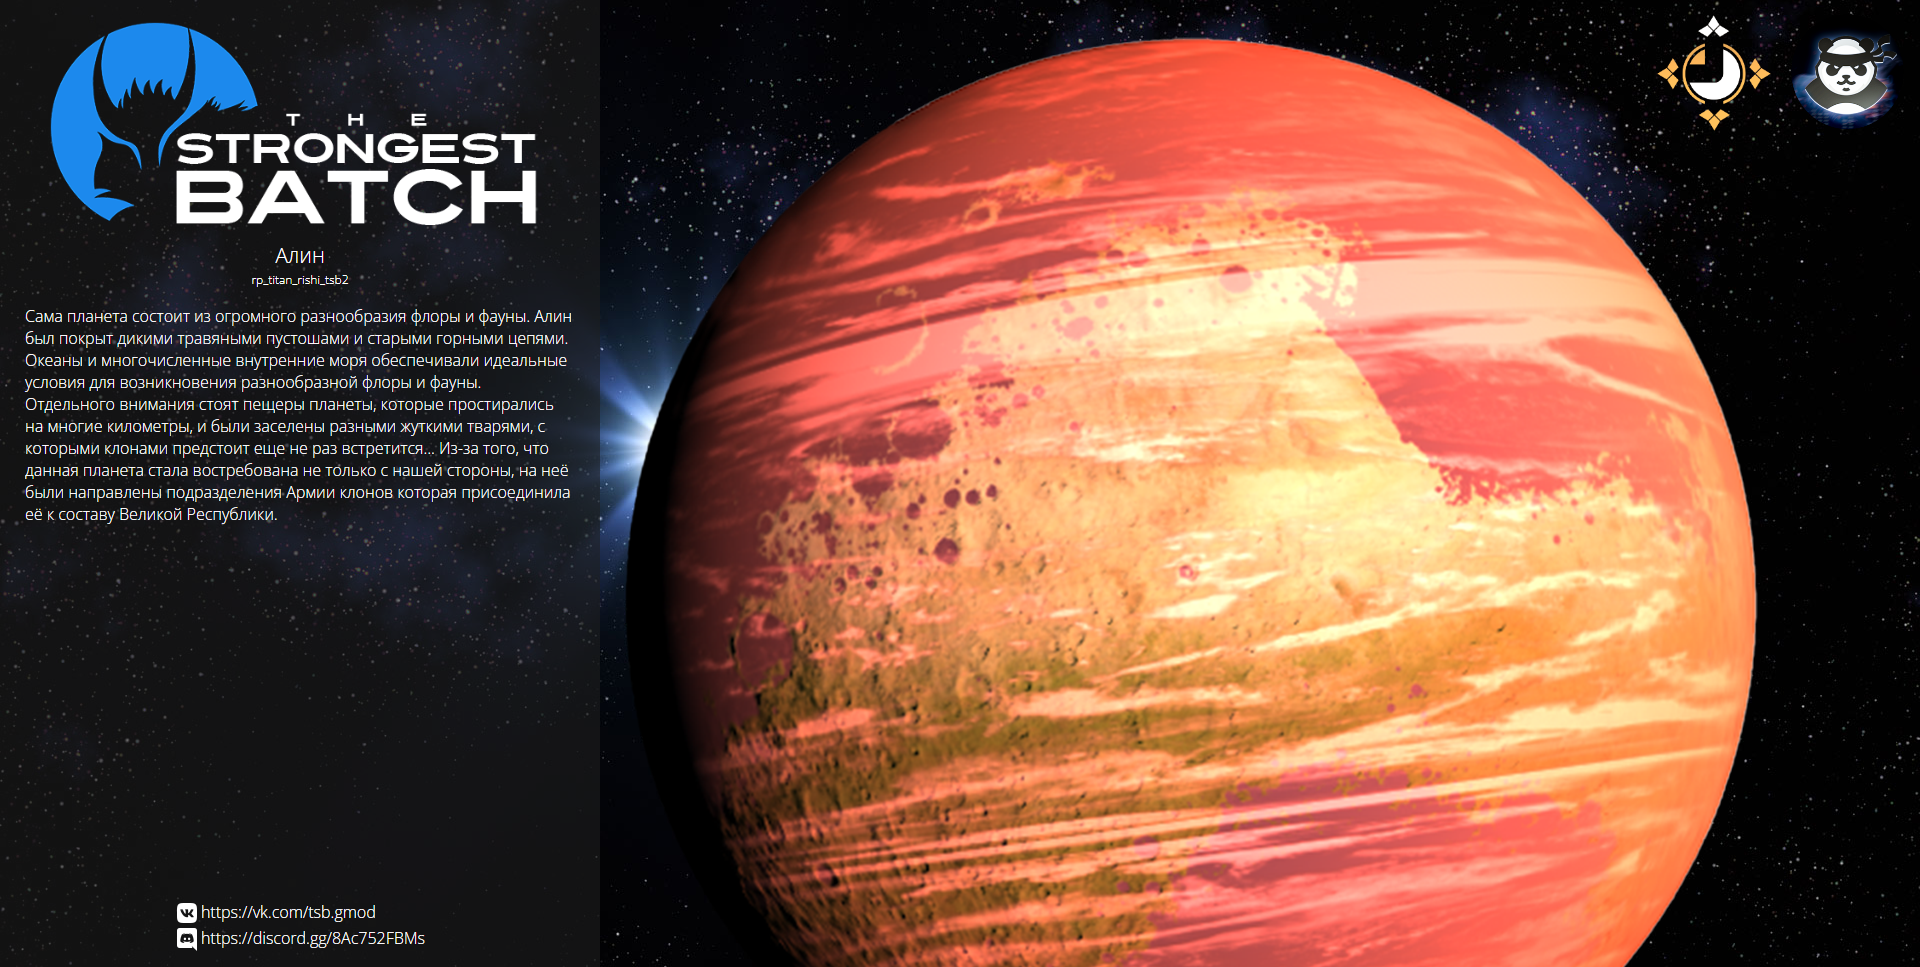 THE
STRONGEST
BATCH
Алин
rp_titan_rishi_tsb2
Сама планета состоит из огромного разнообразия флоры и фауны. Алин
был покрыт дикими травяными пустошами и старыми горными цепями.
Океаны и многочисленные внутренние моря обеспечивали идеальные
условия для возникновения разнообразной флоры и фауны.
Отдельного внимания стоят пещеры планеты, которые простирались
на многие километры, и были заселены разными жуткими тварями, с
которыми клонами предстоит еще не раз встретится... Из-за того, что
данная планета стала востребована не только с нашей стороны, на неё
были направлены подразделения Армии клонов которая присоединила
её к составу Великой Республики.
https://vk.com/tsb.gmod
https://discord.gg/8Ac752FBMs